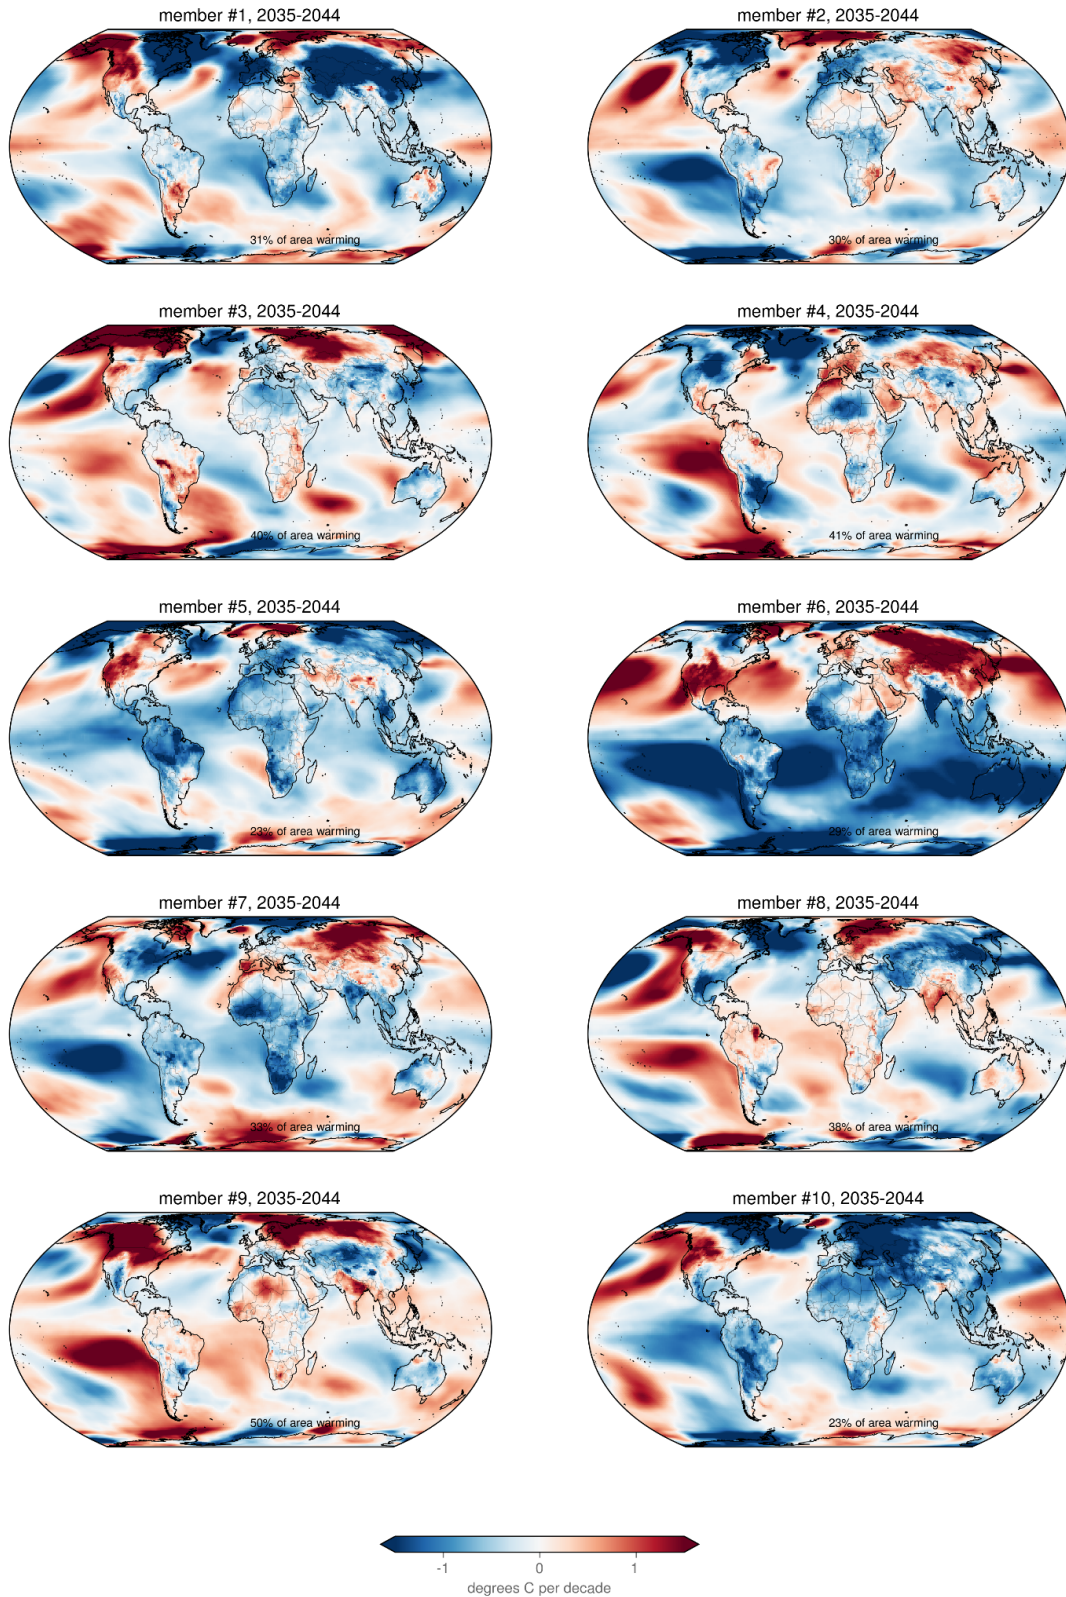 member #1, 2035-2044
member #2, 2035-2044
31% of area warming
30% of area warming
member #3, 2035-2044
member #4, 2035-2044
40% of area warming
41% of area warming
member #5, 2035-2044
member #6, 2035-2044
23% of area warming
29% of area warming
member #7, 2035-2044
member #8, 2035-2044
33% of area warming
38% of area warming
member #9, 2035-2044
member #10, 2035-2044
50% of area warming
23% of area warming
-1 0 1
degrees C per decade